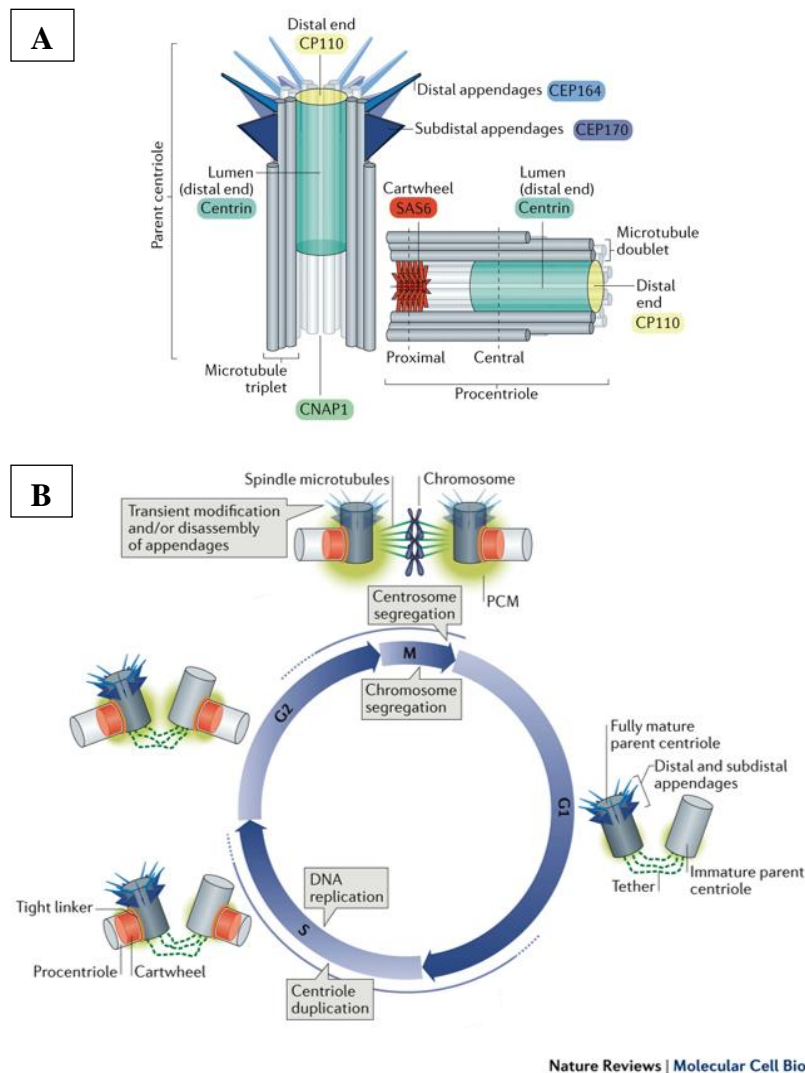 A
Distal end
CP110
Distal appendages CEP164
Subdistal appendages CEP170
Parent centriole
Lumen
(distal end)
Centrin
Cartwheel
SAS6
Lumen
(distal end)
Centrin
Microtubule
doublet
Distal
end
CP110
Proximal
Central
Procentriole
Microtubule
triplet
CNAP1
B
Spindle microtubules
Chromosome
Transient modification
and/or disassembly
of appendages
PCM
Centrosome
segregation
M
Chromosome
segregation
G2
G1
Fully mature
parent centriole
Distal and subdistal
appendages
Immature parent
centriole
Tether
DNA
replication
S
Centriole
duplication
Tight linker
Procentriole
Cartwheel
Nature Reviews | Molecular Cell Bio